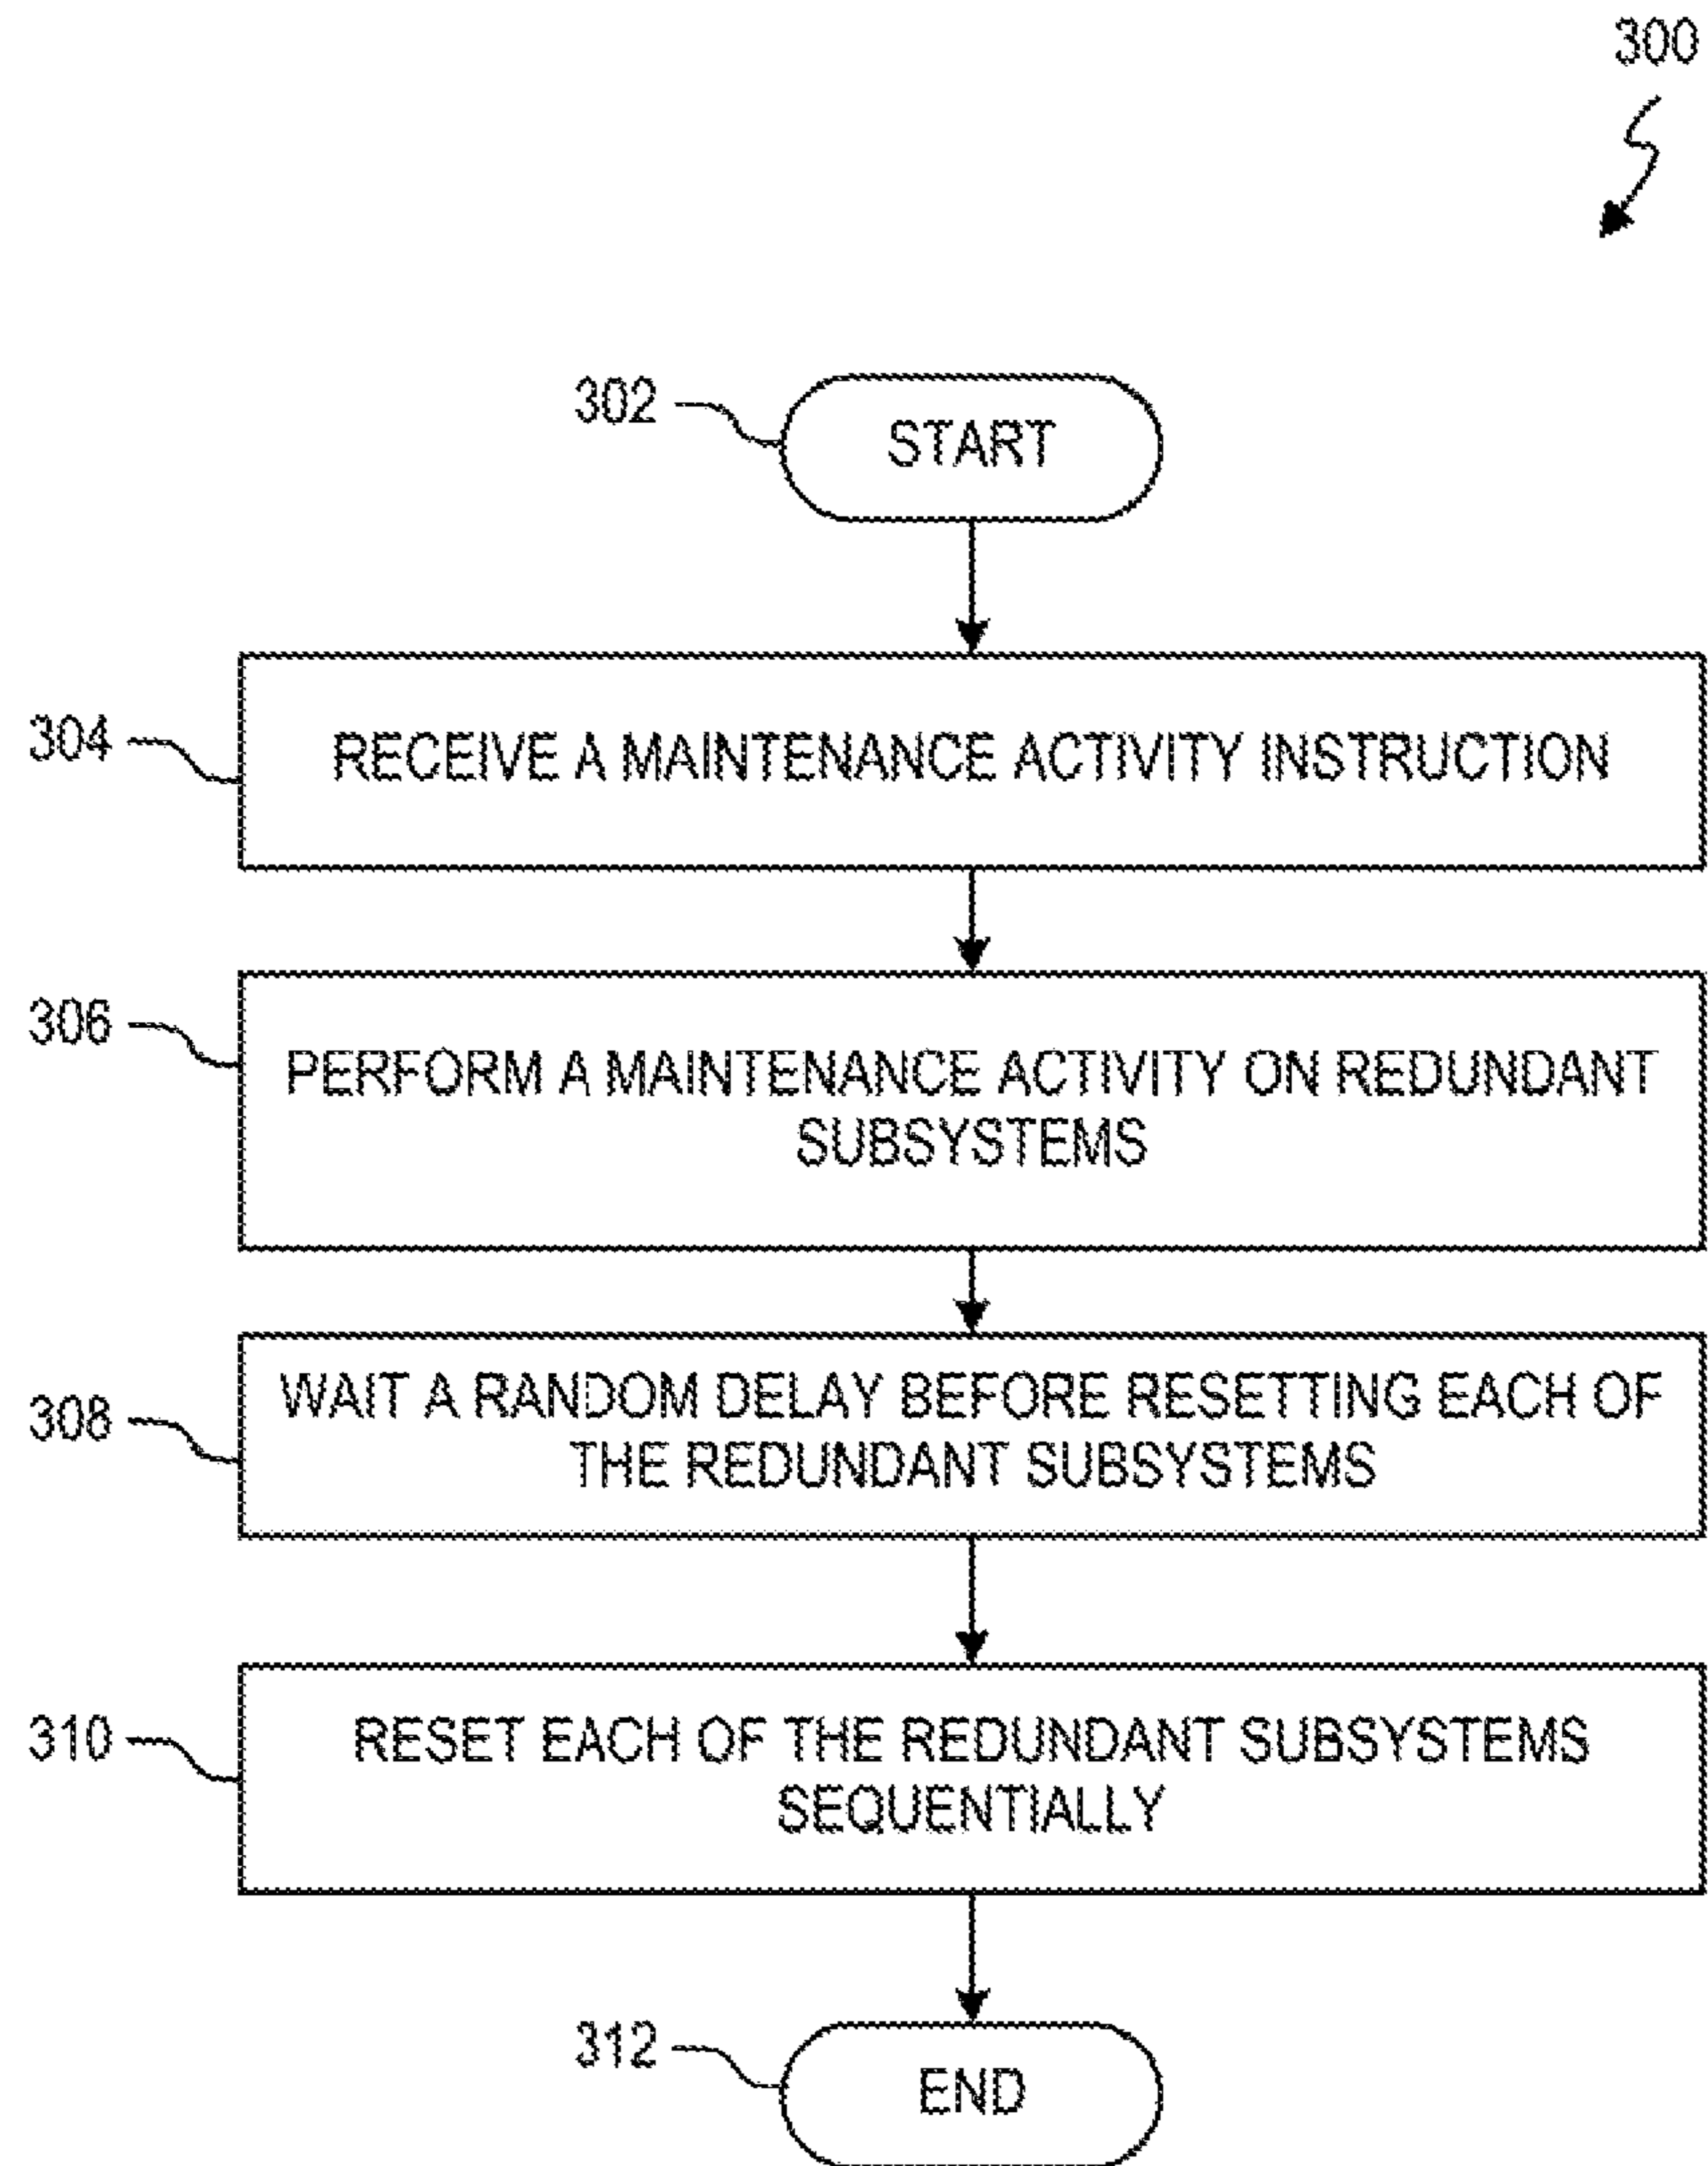 300
302
START
304
RECEIVE A MAINTENANCE ACTIVITY INSTRUCTION
306
PERFORM A MAINTENANCE ACTIVITY ON REDUNDANT
SUBSYSTEMS
308
WAIT A RANDOM DELAY BEFORE RESETTING EACH OF
THE REDUNDANT SUBSYSTEMS
310
RESET EACH OF THE REDUNDANT SUBSYSTEMS
SEQUENTIALLY
312
END